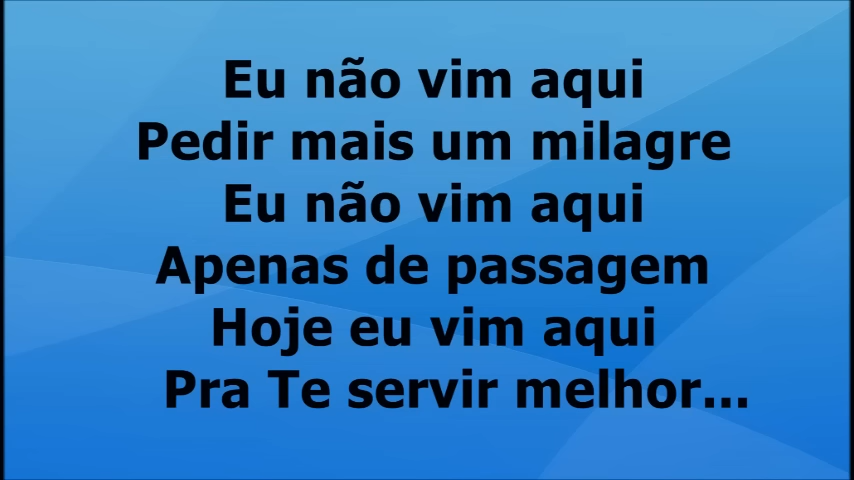 Eu não vim aqui
Pedir mais um milagre
Eu não vim aqui
Apenas de passagem
Hoje eu vim aqui
Pra Te servir melhor...